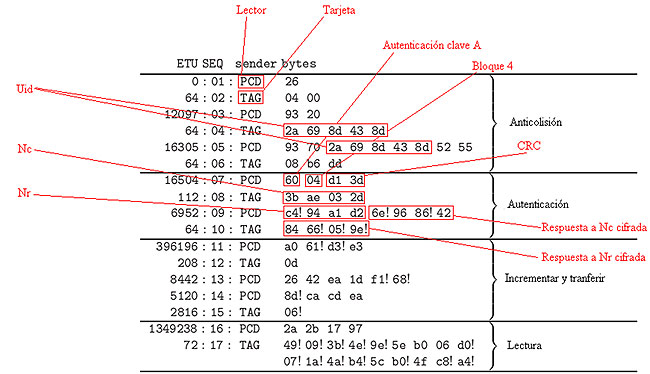 Lector
Tarjeta
Autenticación clave A
Bloque 4
ETU SEQ sender bytes
0 : 01 : PCD 26
64 : 02 : TAG 04 00
12097 : 03 : PCD 93 20
Uid
64 : 04 : TAG 2a 69 8d 43 8d
Anticolisión
16305 : 05 : PCD 93 70 2a 69 8d 43 8d 52 55
Nc
64 : 06 : TAG 08 b6 dd
CRC
16504 : 07 : PCD 60 04 d1 3d
Nr
112 : 08 : TAG 3b ae 03 2d
Autenticación
6952 : 09 : PCD c4! 94 a1 d2 6e! 96 86! 42
Respuesta a Nc cifrada
64 : 10 : TAG 84 66! 05! 9e!
396196 : 11 : PCD a0 61! d3! e3
Respuesta a Nr cifrada
208 : 12 : TAG 0d
8442 : 13 : PCD 26 42 ea 1d f1! 68!
Incrementar y tranferir
5120 : 14 : PCD 8d! ca cd ea
2816 : 15 : TAG 06!
1349238 : 16 : PCD 2a 2b 17 97
72 : 17 : TAG 49! 09! 3b! 4e! 9e! 5e b0 06 d0!
Lectura
07! 1a! 4a! b4! 5c b0! 4f c8! a4!